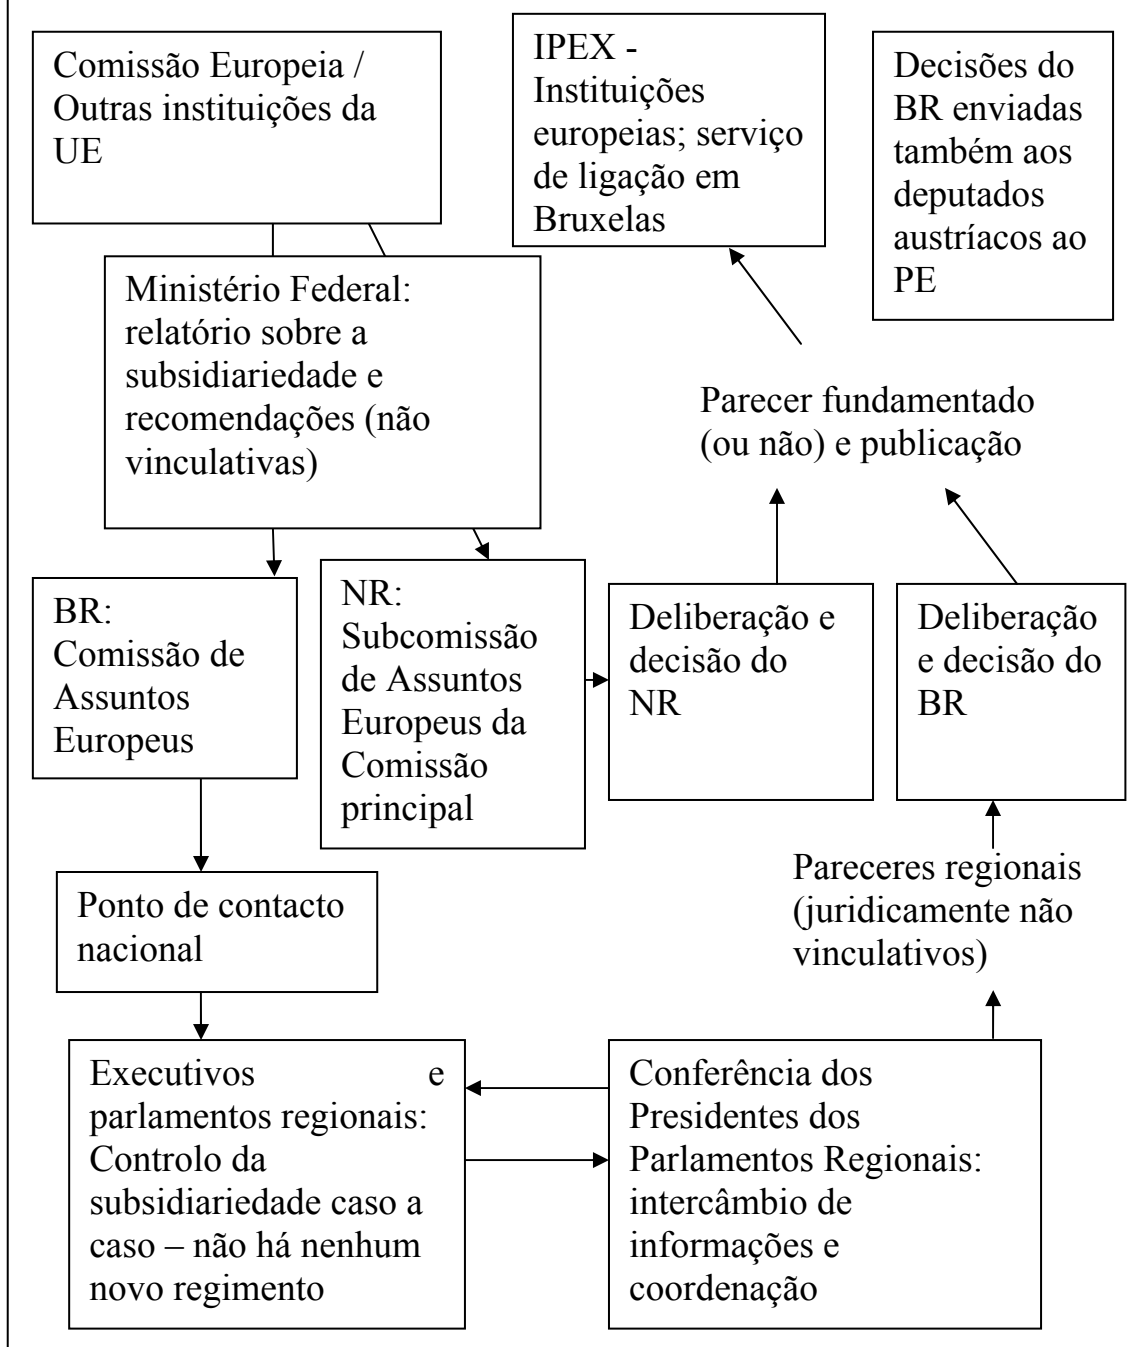 Comissão Europeia /
Outras instituições da
UE
IPEX -
Instituições
europeias; serviço
de ligação em
Bruxelas
Decisões do
BR enviadas
também aos
deputados
austríacos ao
PE
Ministério Federal:
relatório sobre a
subsidiariedade e
recomendações (não
vinculativas)
Parecer fundamentado
(ou não) e publicação
BR:
Comissão de
Assuntos
Europeus
NR:
Subcomissão
de Assuntos
Europeus da
Comissão
principal
Deliberação e
decisão do
NR
Deliberação
e decisão do
BR
Ponto de contacto
nacional
Pareceres regionais
(juridicamente não
vinculativos)
Executivos e
parlamentos regionais:
Controlo da
subsidiariedade caso a
caso – não há nenhum
novo regimento
Conferência dos
Presidentes dos
Parlamentos Regionais:
intercâmbio de
informações e
coordenação